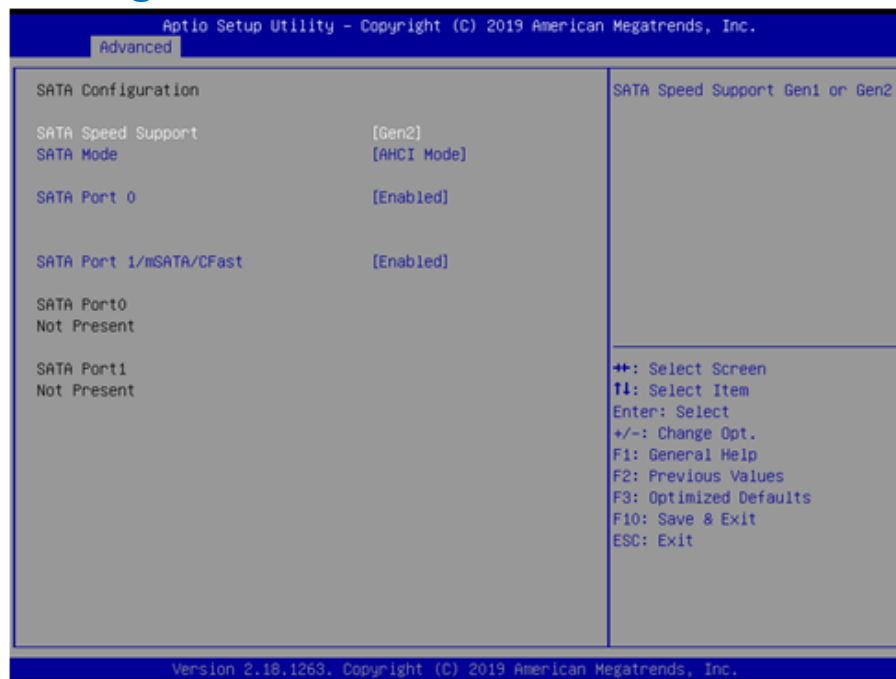 Aptio Setup Utility - Copyright (C) 2019 American Megatrends, Inc.
Advanced
SATA Configuration
SATA Speed Support [Gen2]
SATA Mode [AHCI Mode]
SATA Port 0 [Enabled]
SATA Port 1/mSATA/CFast [Enabled]
SATA Port0
Not Present
SATA Port1
Not Present
SATA Speed Support Gen1 or Gen2
→←: Select Screen
↑↓: Select Item
Enter: Select
+/-: Change Opt.
F1: General Help
F2: Previous Values
F3: Optimized Defaults
F10: Save & Exit
ESC: Exit
Version 2.18.1263. Copyright (C) 2019 American Megatrends, Inc.